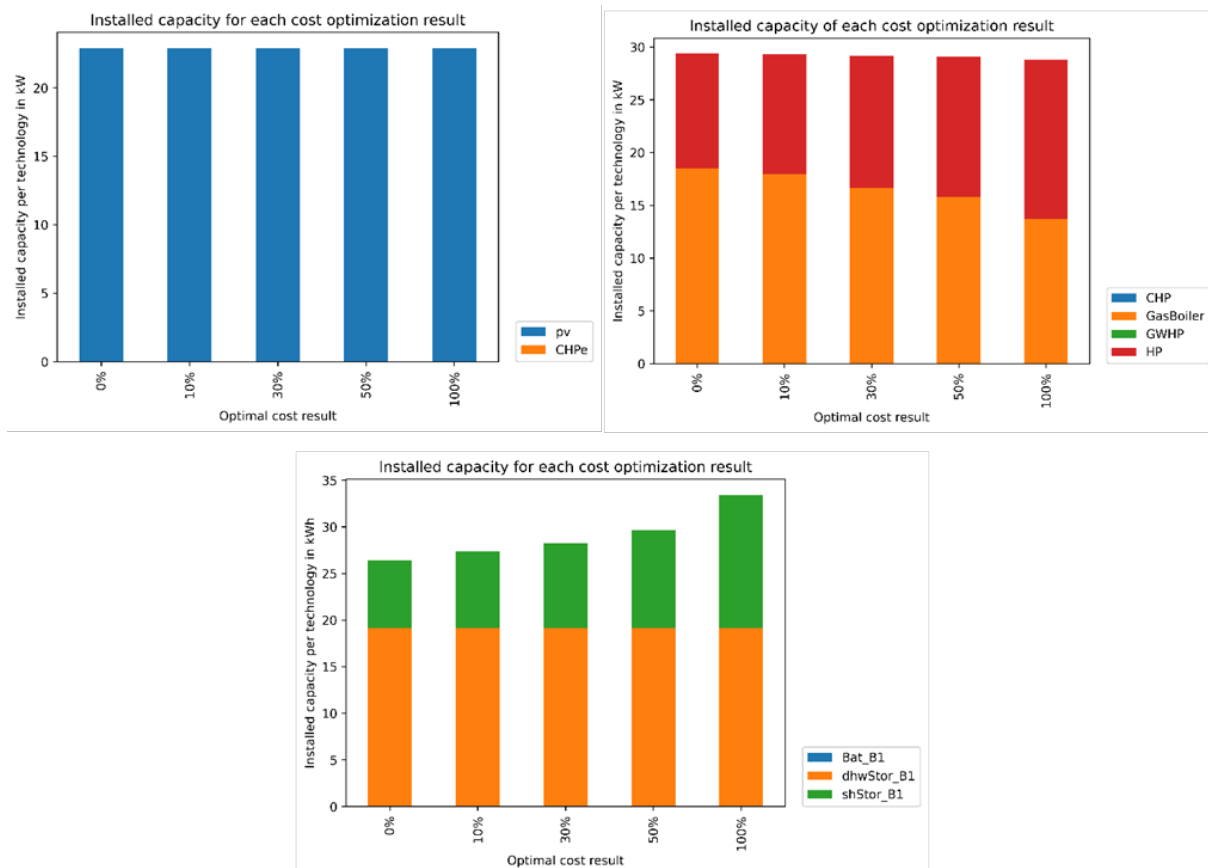 Installed capacity for each cost optimization result
Installed capacity per technology in kW
20
15
10
5
0
0%
10%
30%
50%
100%
Optimal cost result
pv
CHPe
Installed capacity of each cost optimization result
Installed capacity per technology in kW
30
25
20
15
10
5
0
0%
10%
30%
50%
100%
Optimal cost result
CHP
GasBoiler
GWHP
HP
Installed capacity for each cost optimization result
Installed capacity per technology in kWh
35
30
25
20
15
10
5
0
0%
10%
30%
50%
100%
Optimal cost result
Bat_B1
dhwStor_B1
shStor_B1